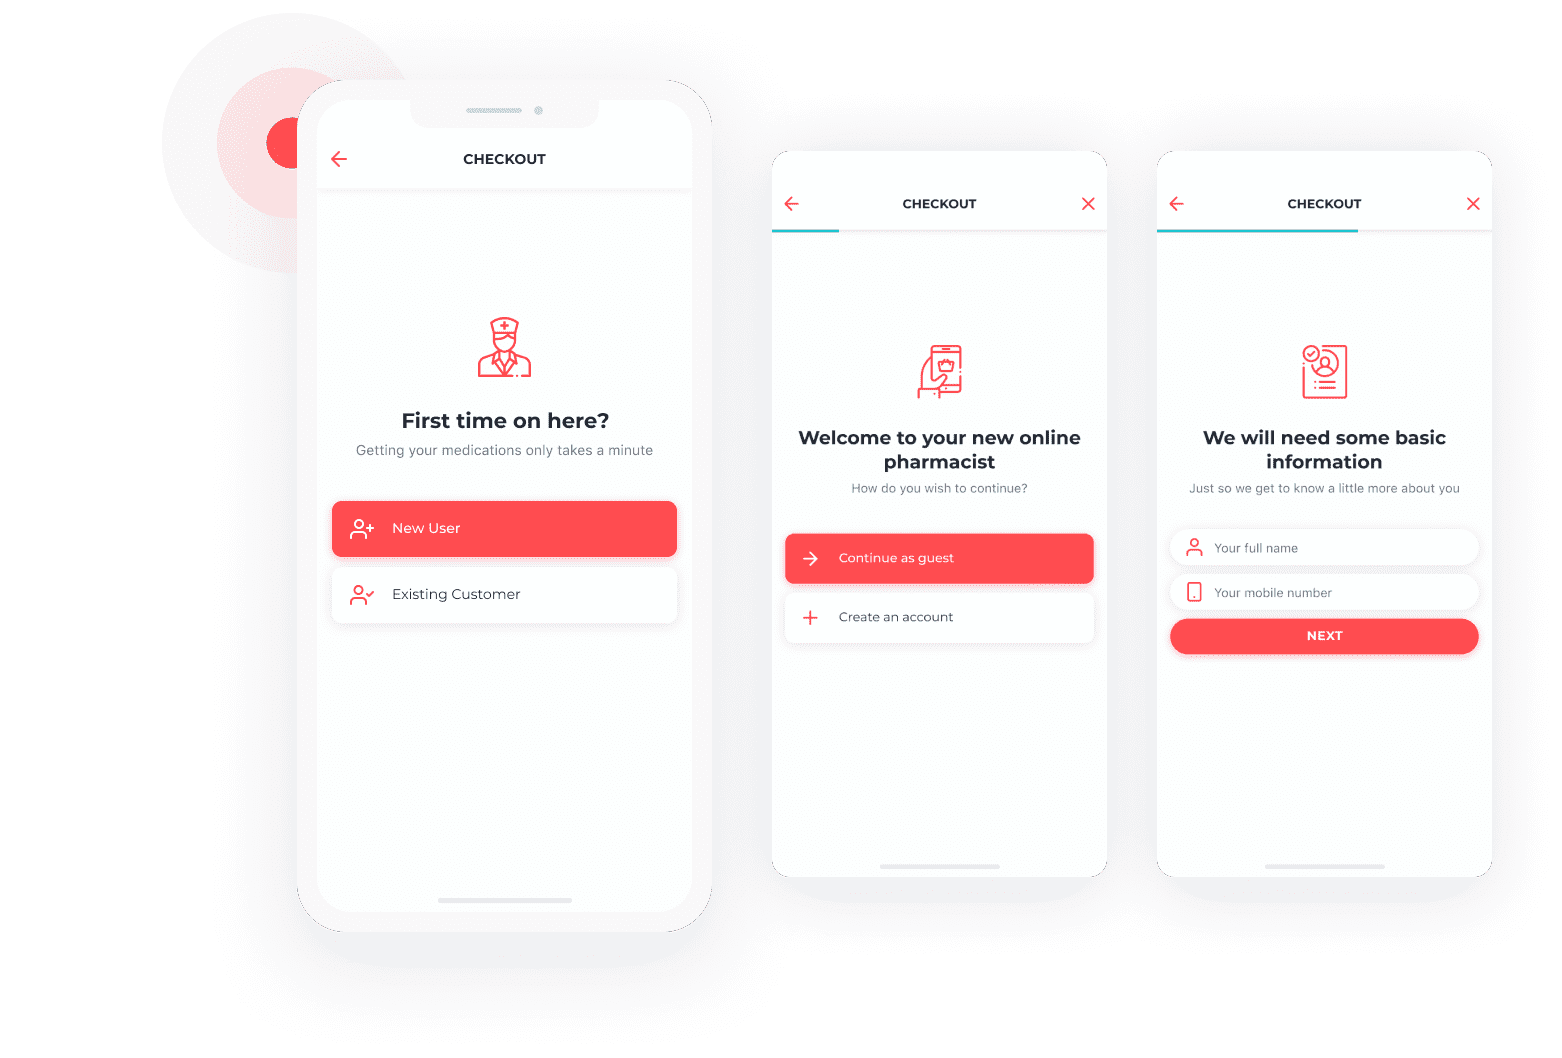 CHECKOUT
First time on here?
Getting your medications only takes a minute
New User
Existing Customer
CHECKOUT
Welcome to your new online
pharmacist
How do you wish to continue?
Continue as guest
Create an account
CHECKOUT
We will need some basic
information
Just so we get to know a little more about you
Your full name
Your mobile number
NEXT